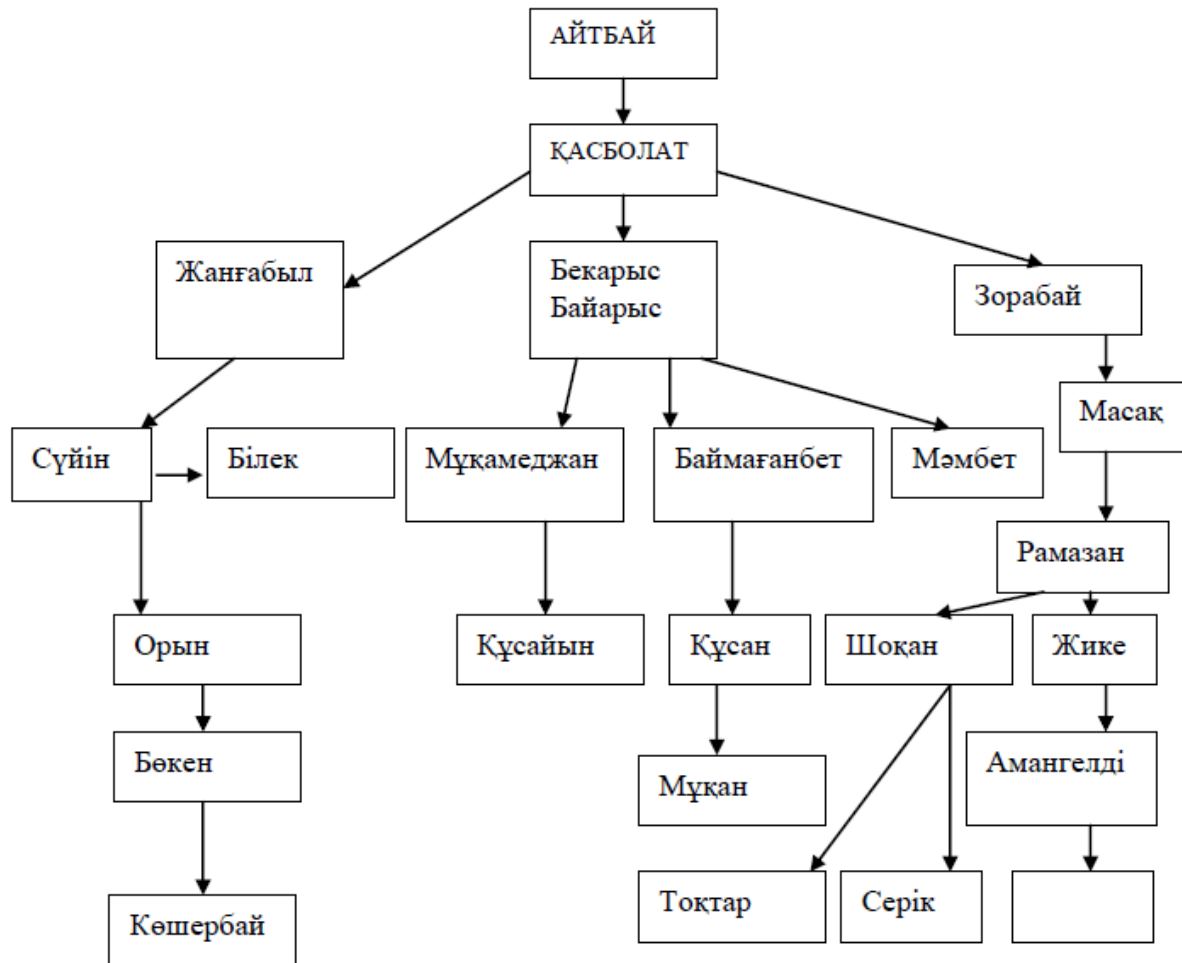 АЙТБАЙ
ҚАСБОЛАТ
Жанғабыл
Бекарыс
Байарыс
Зорабай
Масақ
Сүйін
Білек
Мұқамеджан
Баймағанбет
Мәмбет
Рамазан
Орын
Құсайын
Құсан
Шоқан
Жике
Бөкен
Мұқан
Амангелді
Көшербай
Тоқтар
Серік